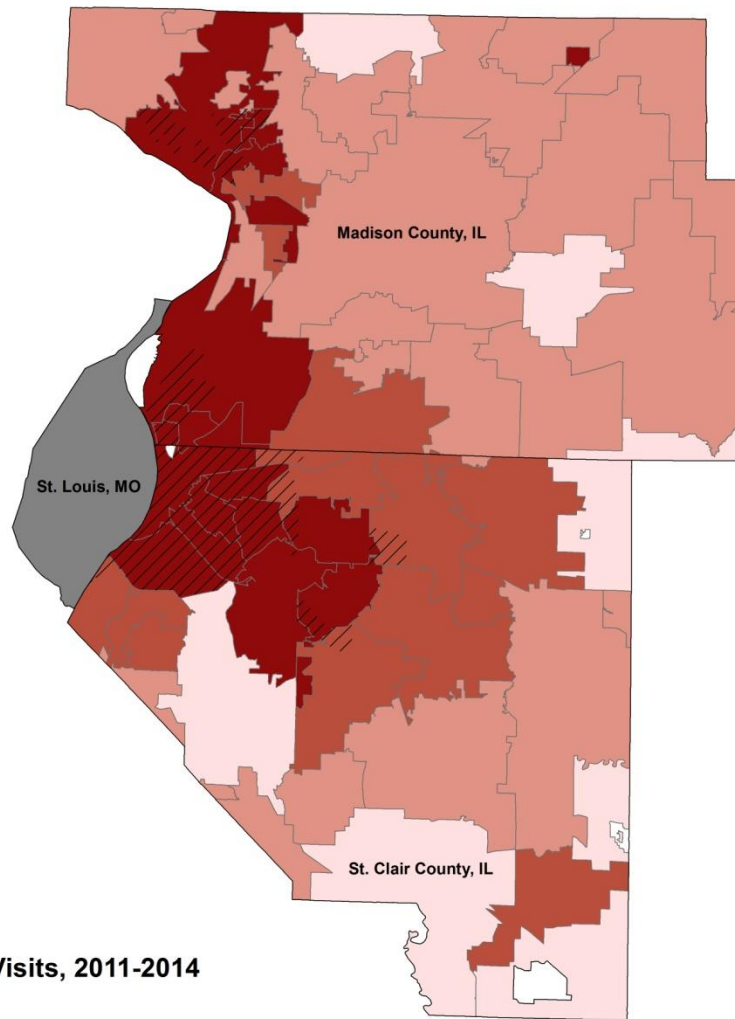 Madison County, IL
St. Louis, MO
St. Clair County, IL
Visits, 2011-2014